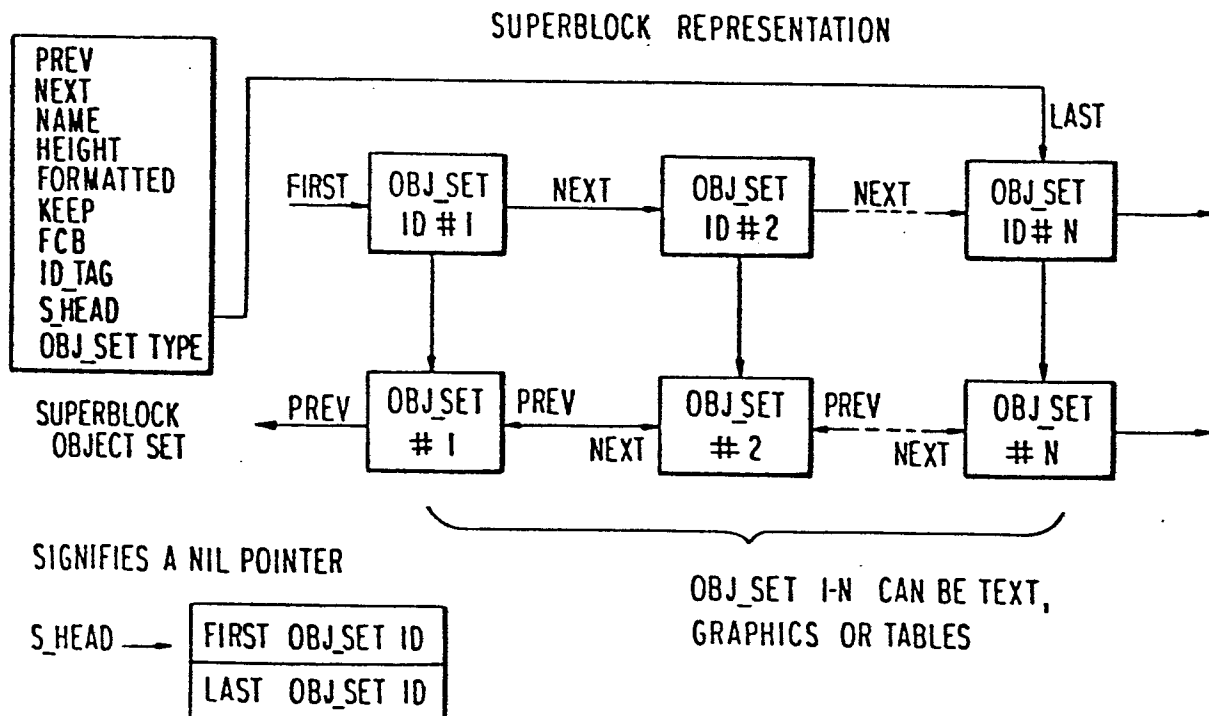 SUPERBLOCK REPRESENTATION
PREV
NEXT
NAME
HEIGHT
FORMATTED
KEEP
FCB
ID_TAG
S_HEAD
OBJ_SET TYPE
SUPERBLOCK
OBJECT SET
LAST
FIRST
OBJ_SET
ID # 1
NEXT
OBJ_SET
ID # 2
NEXT
OBJ_SET
ID # N
PREV
OBJ_SET
# 1
PREV
NEXT
OBJ_SET
# 2
PREV
NEXT
OBJ_SET
# N
SIGNIFIES A NIL POINTER
S_HEAD
FIRST OBJ_SET ID
LAST OBJ_SET ID
OBJ_SET 1-N CAN BE TEXT,
GRAPHICS OR TABLES